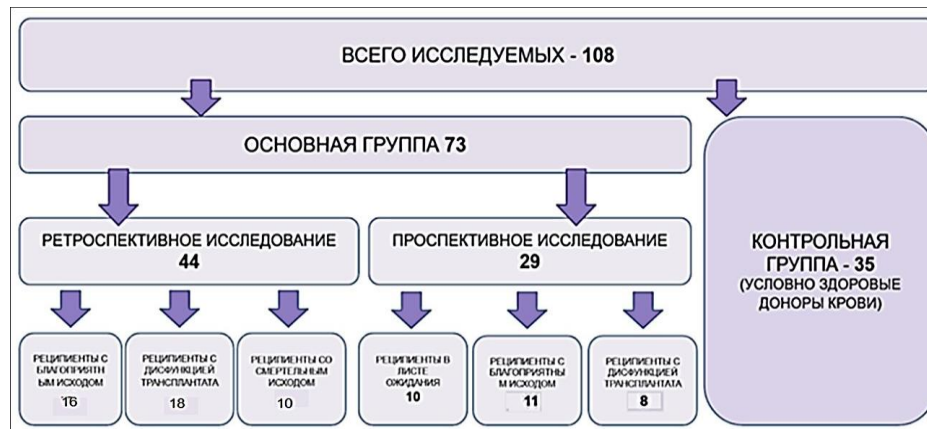 ВСЕГО ИССЛЕДУЕМЫХ - 108
ОСНОВНАЯ ГРУППА 73
РЕТРОСПЕКТИВНОЕ ИССЛЕДОВАНИЕ
44
ПРОСПЕКТИВНОЕ ИССЛЕДОВАНИЕ
29
КОНТРОЛЬНАЯ
ГРУППА - 35
(УСЛОВНО ЗДОРОВЫЕ
ДОНОРЫ КРОВИ)
РЕЦИПИЕНТЫ С
БЛАГОПРИЯТН
ЫМ ИСХОДОМ
16
РЕЦИПИЕНТЫ С
ДИСФУНКЦИЕЙ
ТРАНСПЛАНТАТА
18
РЕЦИПИЕНТЫ СО
СМЕРТЕЛЬНЫМ
ИСХОДОМ
10
РЕЦИПИЕНТЫ В
ЛИСТЕ
ОЖИДАНИЯ
10
РЕЦИПИЕНТЫ С
БЛАГОПРИЯТНЫ
М ИСХОДОМ
11
РЕЦИПИЕНТЫ С
ДИСФУНКЦИЕЙ
ТРАНСПЛАНТАТА
8